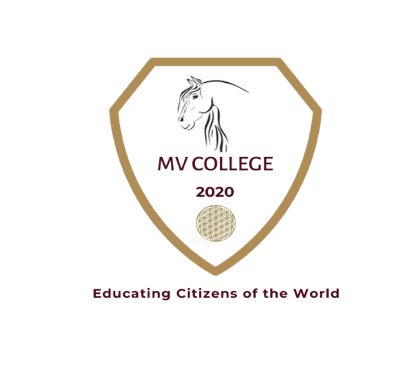 MV COLLEGE
2020
Educating Citizens of the World